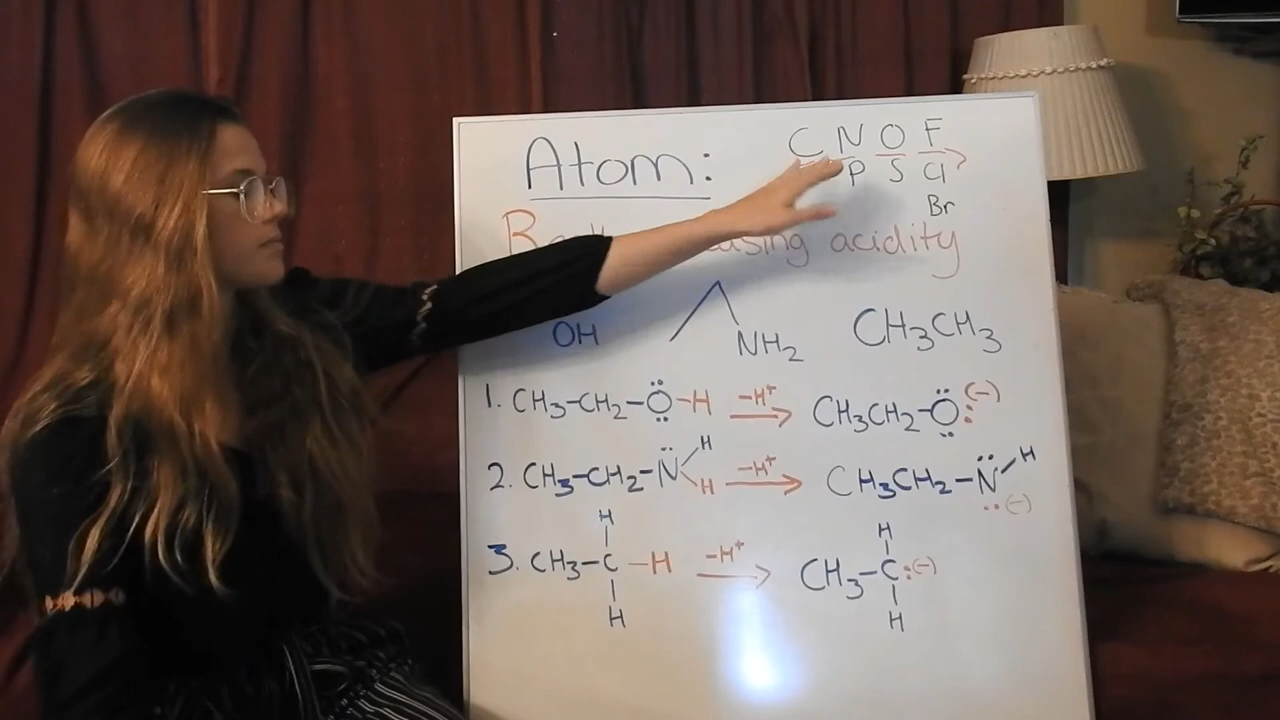 Atom: C N O F
P S Cl
Br
acidity
OH NH₂ CH₃CH₃
1. CH₃-CH₂-Ö-H -H⁺ → CH₃CH₂-Ö: (-)
2. CH₃-CH₂-N̈ H H -H⁺ → CH₃CH₂-N̈ H ..(-)
H H
3. CH₃-C-H -H⁺ → CH₃-C:(-)
H H